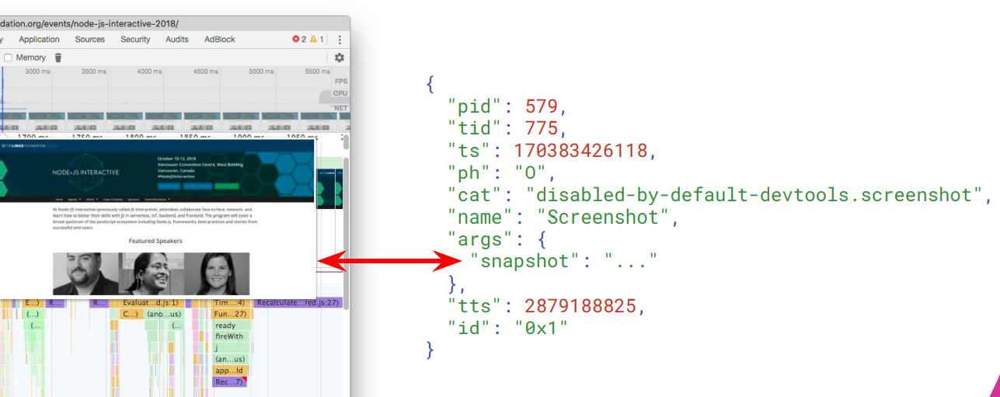 dation.org/events/node-js-interactive-2018/
y Application Sources Security Audits AdBlock 2 1
Memory
3000 ms 3500 ms 4000 ms 4500 ms 5000 ms 5500 ms
FPS
CPU
NET
1700 ms 1750 ms 1800 ms 1850 ms 1900 ms 1950 ms
THE LINUX FOUNDATION
October 10-12, 2018
Vancouver Convention Centre, West Building
Vancouver, Canada
#NodeJSInteractive
NODE+JS INTERACTIVE
At Node+JS Interactive (previously called JS Interactive), attendees collaborate face-to-face, network, and
learn how to better their skills with JS in serverless, IoT, backend, and frontend. The program will cover a
broad spectrum of the JavaScript ecosystem including Node.js, frameworks, best practices and stories from
successful end-users.
Featured Speakers
E...) R... R... Evaluat...d.js:1) Tim...:4) Recalculate...red.js:27)
(...) C...) (ano...us) Fun...27)
(... (... ready
fireWith
j
(an...us)
app...ld
Rec...7)
{
"pid": 579,
"tid": 775,
"ts": 170383426118,
"ph": "O",
"cat": "disabled-by-default-devtools.screenshot",
"name": "Screenshot",
"args": {
"snapshot": "..."
},
"tts": 2879188825,
"id": "0x1"
}